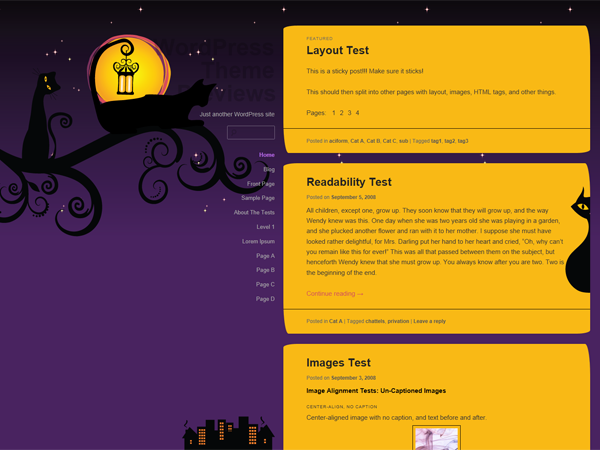 WordPress
Theme
Reviews
Just another WordPress site
Home
Blog
Front Page
Sample Page
About The Tests
Level 1
Lorem Ipsum
Page A
Page B
Page C
Page D
FEATURED
Layout Test
This is a sticky post!!! Make sure it sticks!
This should then split into other pages with layout, images, HTML tags, and other things.
Pages: 1 2 3 4
Posted in aciform, Cat A, Cat B, Cat C, sub | Tagged tag1, tag2, tag3
Readability Test
Posted on September 5, 2008
All children, except one, grow up. They soon know that they will grow up, and the way
Wendy knew was this. One day when she was two years old she was playing in a garden,
and she plucked another flower and ran with it to her mother. I suppose she must have
looked rather delightful, for Mrs. Darling put her hand to her heart and cried, "Oh, why can't
you remain like this for ever!" This was all that passed between them on the subject, but
henceforth Wendy knew that she must grow up. You always know after you are two. Two is
the beginning of the end.
Continue reading →
Posted in Cat A | Tagged chattels, privation | Leave a reply
Images Test
Posted on September 3, 2008
Image Alignment Tests: Un-Captioned Images
CENTER-ALIGN, NO CAPTION
Center-aligned image with no caption, and text before and after.